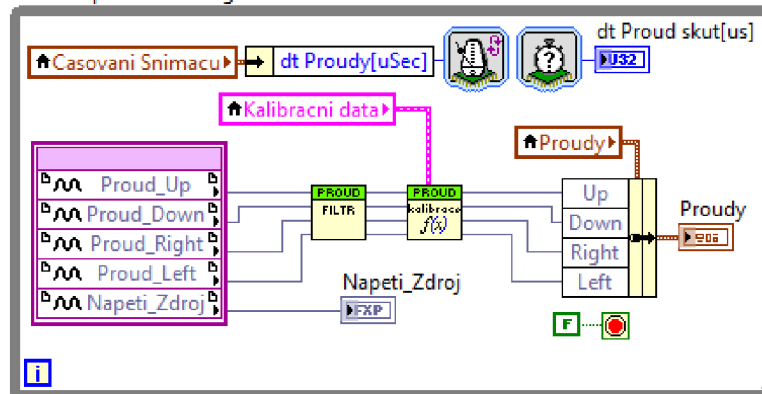 dt Proud skut[us]
Casovani Snimacu
dt Proudy[uSec]
U32
Kalibracni data
Proudy
Proud_Up
Proud_Down
Proud_Right
Proud_Left
Napeti_Zdroj
PROUD
FILTR
PROUD
kalibrace
f(x)
Up
Down
Right
Left
Proudy
Napeti_Zdroj
FXP
F
i